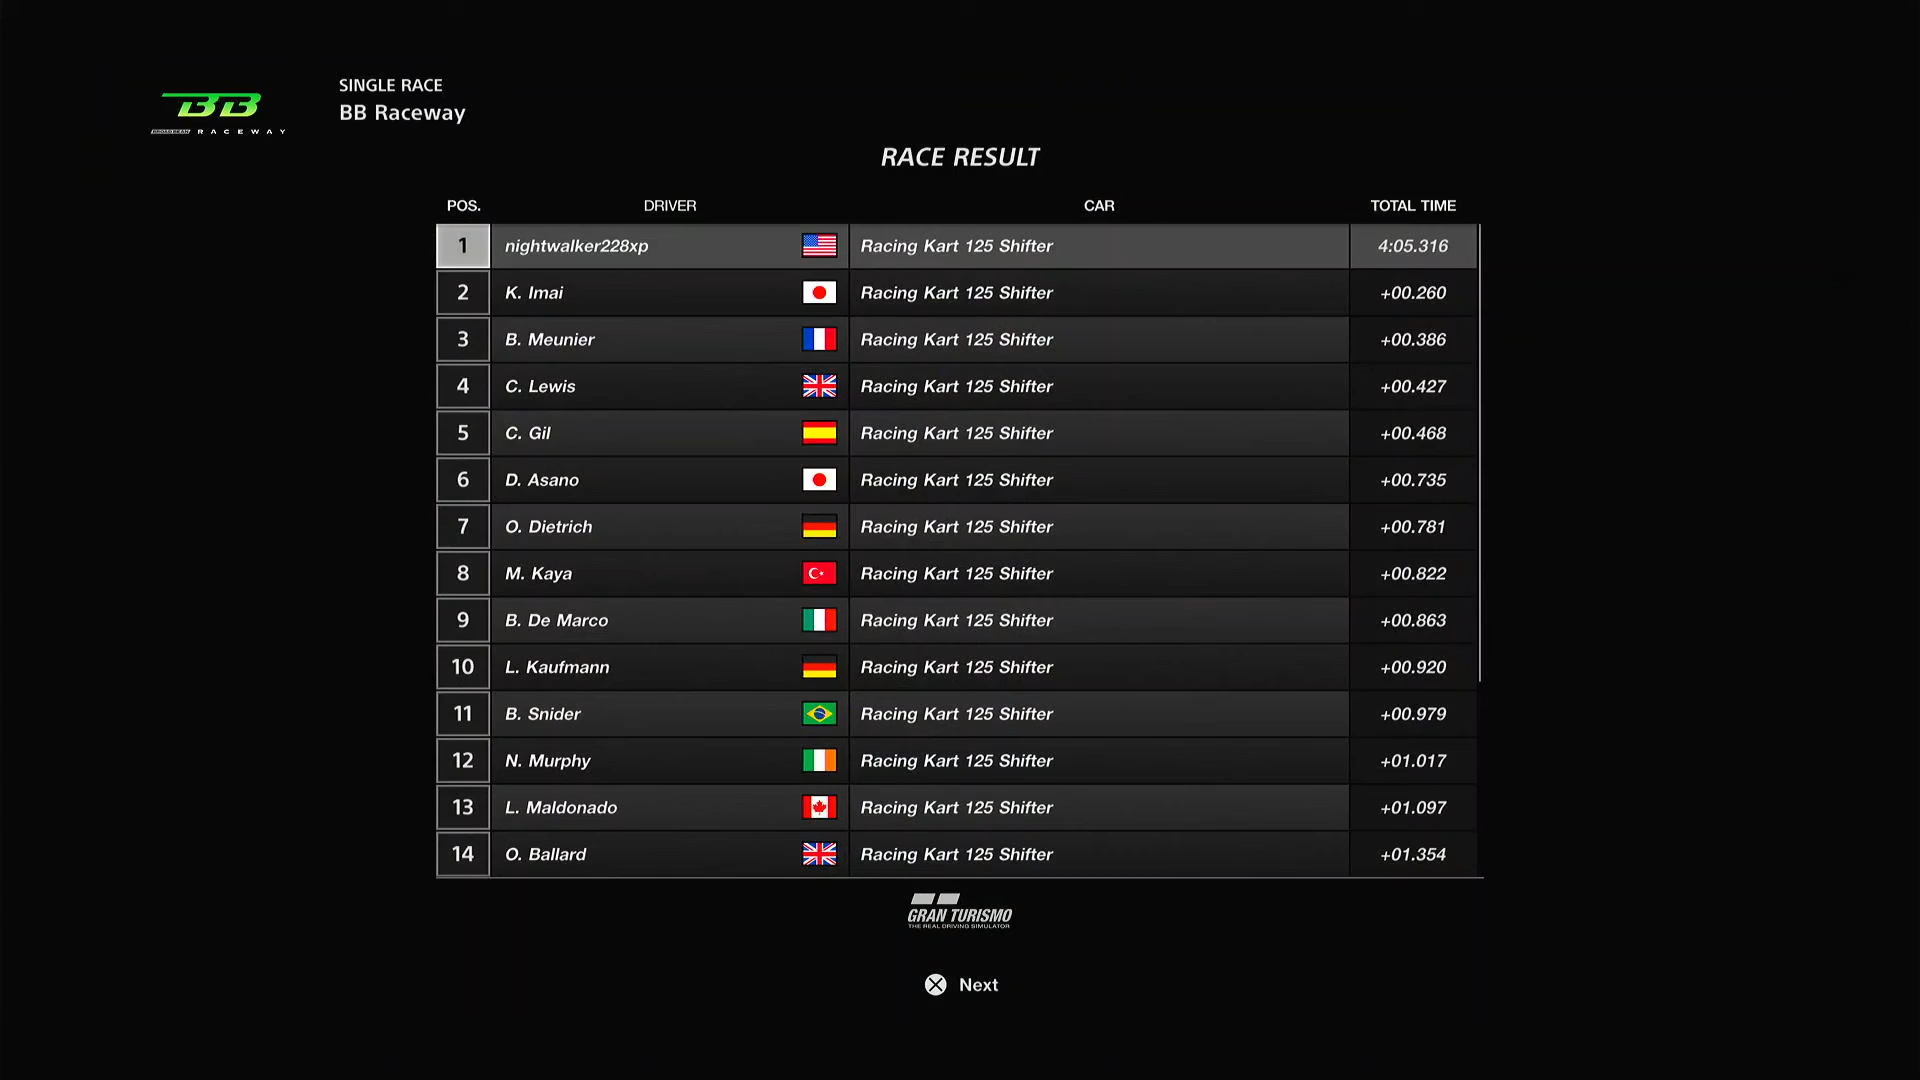 BB
BROADBEAN RACEWAY
SINGLE RACE
BB Raceway
RACE RESULT
POS. DRIVER CAR TOTAL TIME
1 nightwalker228xp Racing Kart 125 Shifter 4:05.316
2 K. Imai Racing Kart 125 Shifter +00.260
3 B. Meunier Racing Kart 125 Shifter +00.386
4 C. Lewis Racing Kart 125 Shifter +00.427
5 C. Gil Racing Kart 125 Shifter +00.468
6 D. Asano Racing Kart 125 Shifter +00.735
7 O. Dietrich Racing Kart 125 Shifter +00.781
8 M. Kaya Racing Kart 125 Shifter +00.822
9 B. De Marco Racing Kart 125 Shifter +00.863
10 L. Kaufmann Racing Kart 125 Shifter +00.920
11 B. Snider Racing Kart 125 Shifter +00.979
12 N. Murphy Racing Kart 125 Shifter +01.017
13 L. Maldonado Racing Kart 125 Shifter +01.097
14 O. Ballard Racing Kart 125 Shifter +01.354
GRAN TURISMO
THE REAL DRIVING SIMULATOR
Next